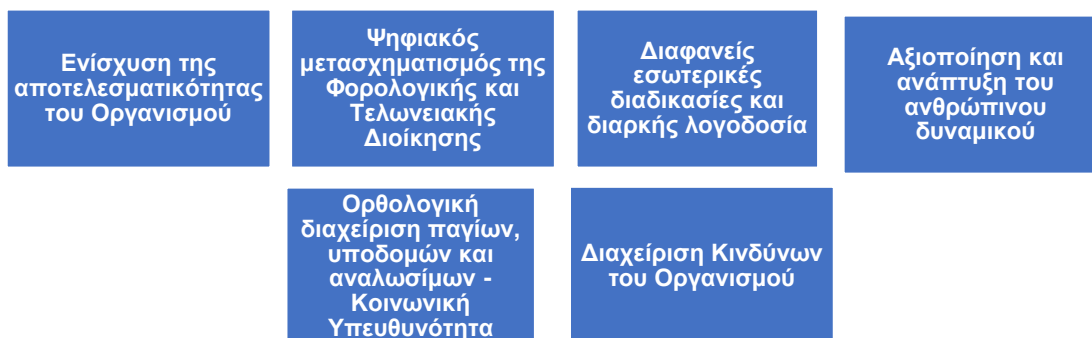 Ενίσχυση της
αποτελεσματικότητας
του Οργανισμού
Ψηφιακός
μετασχηματισμός της
Φορολογικής και
Τελωνειακής
Διοίκησης
Διαφανείς
εσωτερικές
διαδικασίες και
διαρκής λογοδοσία
Αξιοποίηση και
ανάπτυξη του
ανθρώπινου
δυναμικού
Ορθολογική
διαχείριση παγίων,
υποδομών και
αναλωσίμων -
Κοινωνική
Υπευθυνότητα
Διαχείριση Κινδύνων
του Οργανισμού